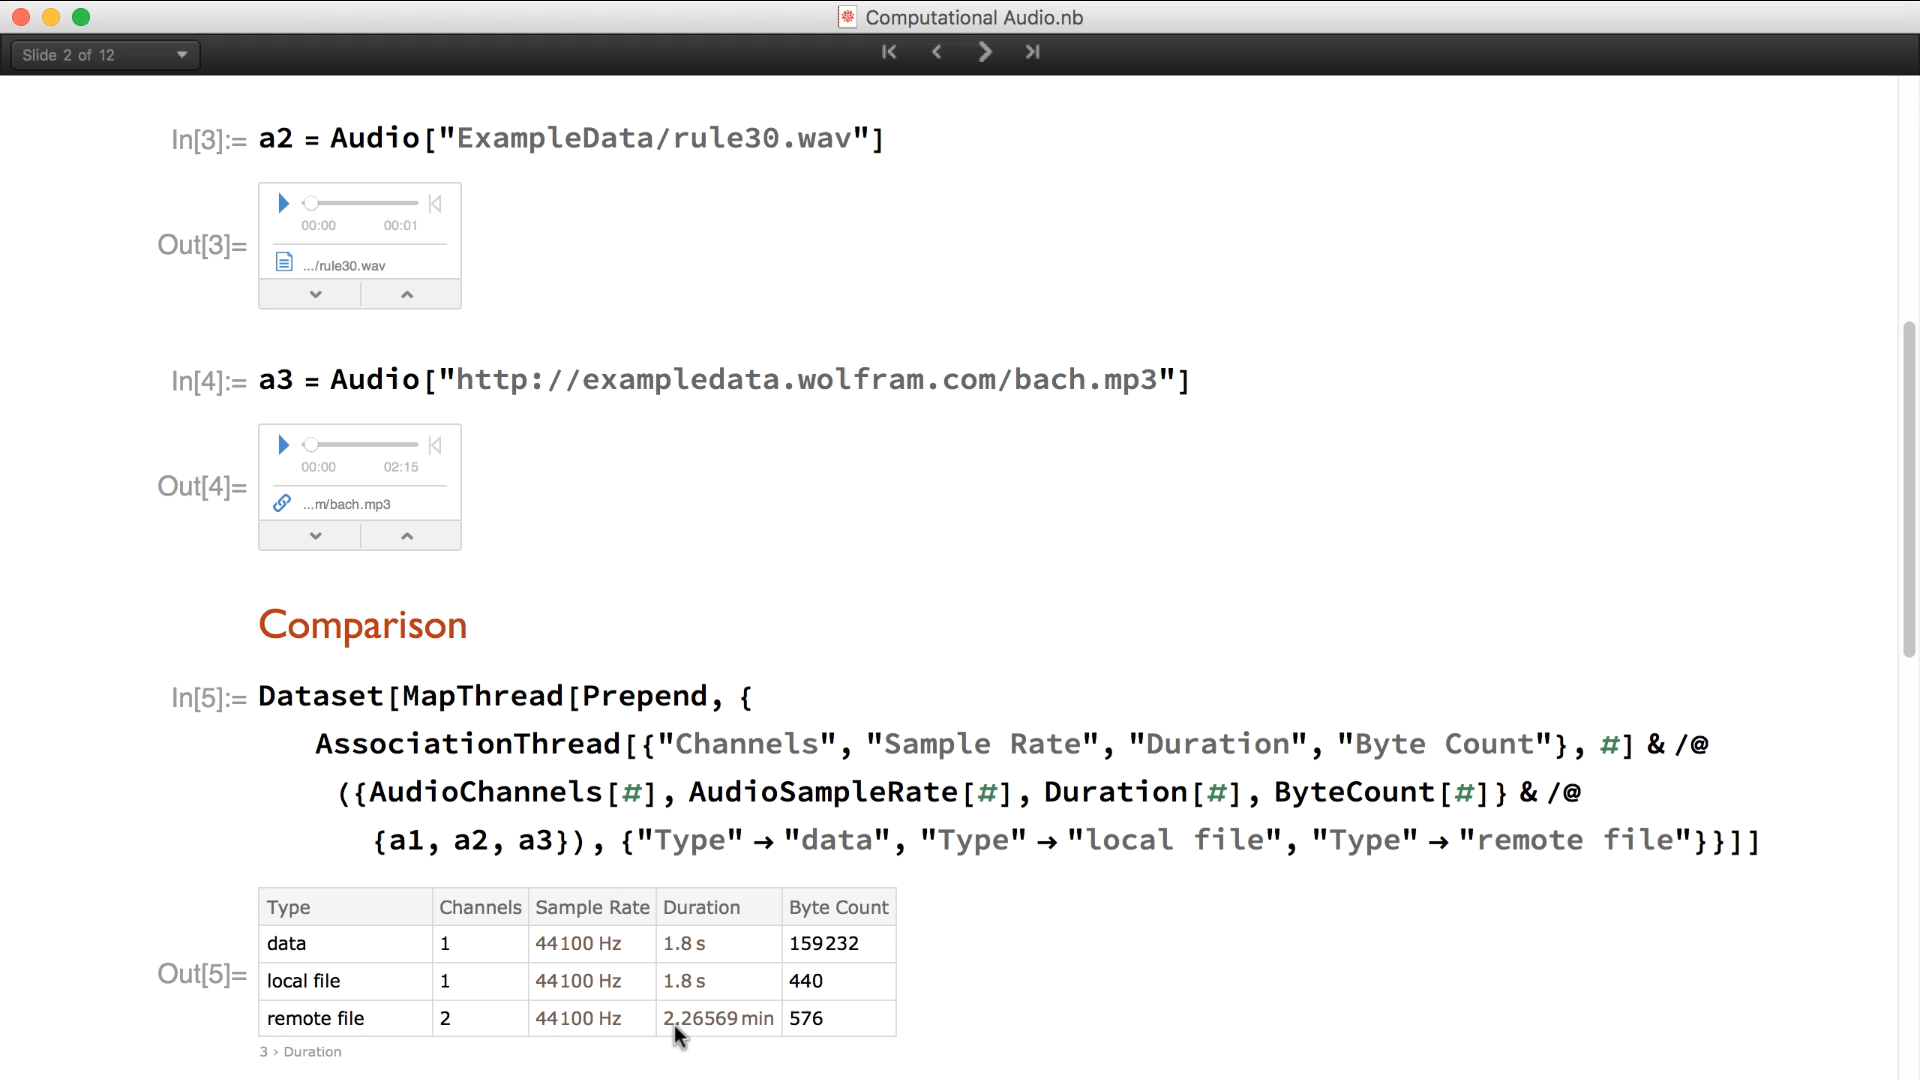 Computational Audio.nb
Slide 2 of 12
In[3]:= a2 = Audio["ExampleData/rule30.wav"]
00:00 00:01
Out[3]=
.../rule30.wav
In[4]:= a3 = Audio["http://exampledata.wolfram.com/bach.mp3"]
00:00 02:15
Out[4]=
...m/bach.mp3
Comparison
In[5]:= Dataset[MapThread[Prepend, {
AssociationThread[{"Channels", "Sample Rate", "Duration", "Byte Count"}, #] & /@
({AudioChannels[#], AudioSampleRate[#], Duration[#], ByteCount[#]} & /@
{a1, a2, a3}), {"Type" → "data", "Type" → "local file", "Type" → "remote file"}}]]
Type Channels Sample Rate Duration Byte Count
data 1 44100 Hz 1.8 s 159232
Out[5]= local file 1 44100 Hz 1.8 s 440
remote file 2 44100 Hz 2.26569 min 576
3 › Duration